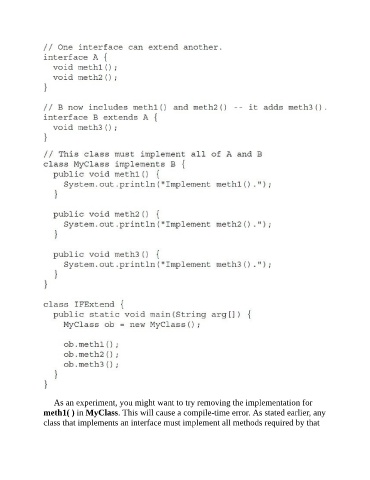 // One interface can extend another.
interface A {
  void meth1();
  void meth2();
}
// B now includes meth1() and meth2() -- it adds meth3().
interface B extends A {
  void meth3();
}
// This class must implement all of A and B
class MyClass implements B {
  public void meth1() {
    System.out.println("Implement meth1().");
  }
  public void meth2() {
    System.out.println("Implement meth2().");
  }
  public void meth3() {
    System.out.println("Implement meth3().");
  }
}
class IFExtend {
  public static void main(String arg[]) {
    MyClass ob = new MyClass();
    ob.meth1();
    ob.meth2();
    ob.meth3();
  }
}
As an experiment, you might want to try removing the implementation for
meth1( ) in MyClass. This will cause a compile-time error. As stated earlier, any
class that implements an interface must implement all methods required by that